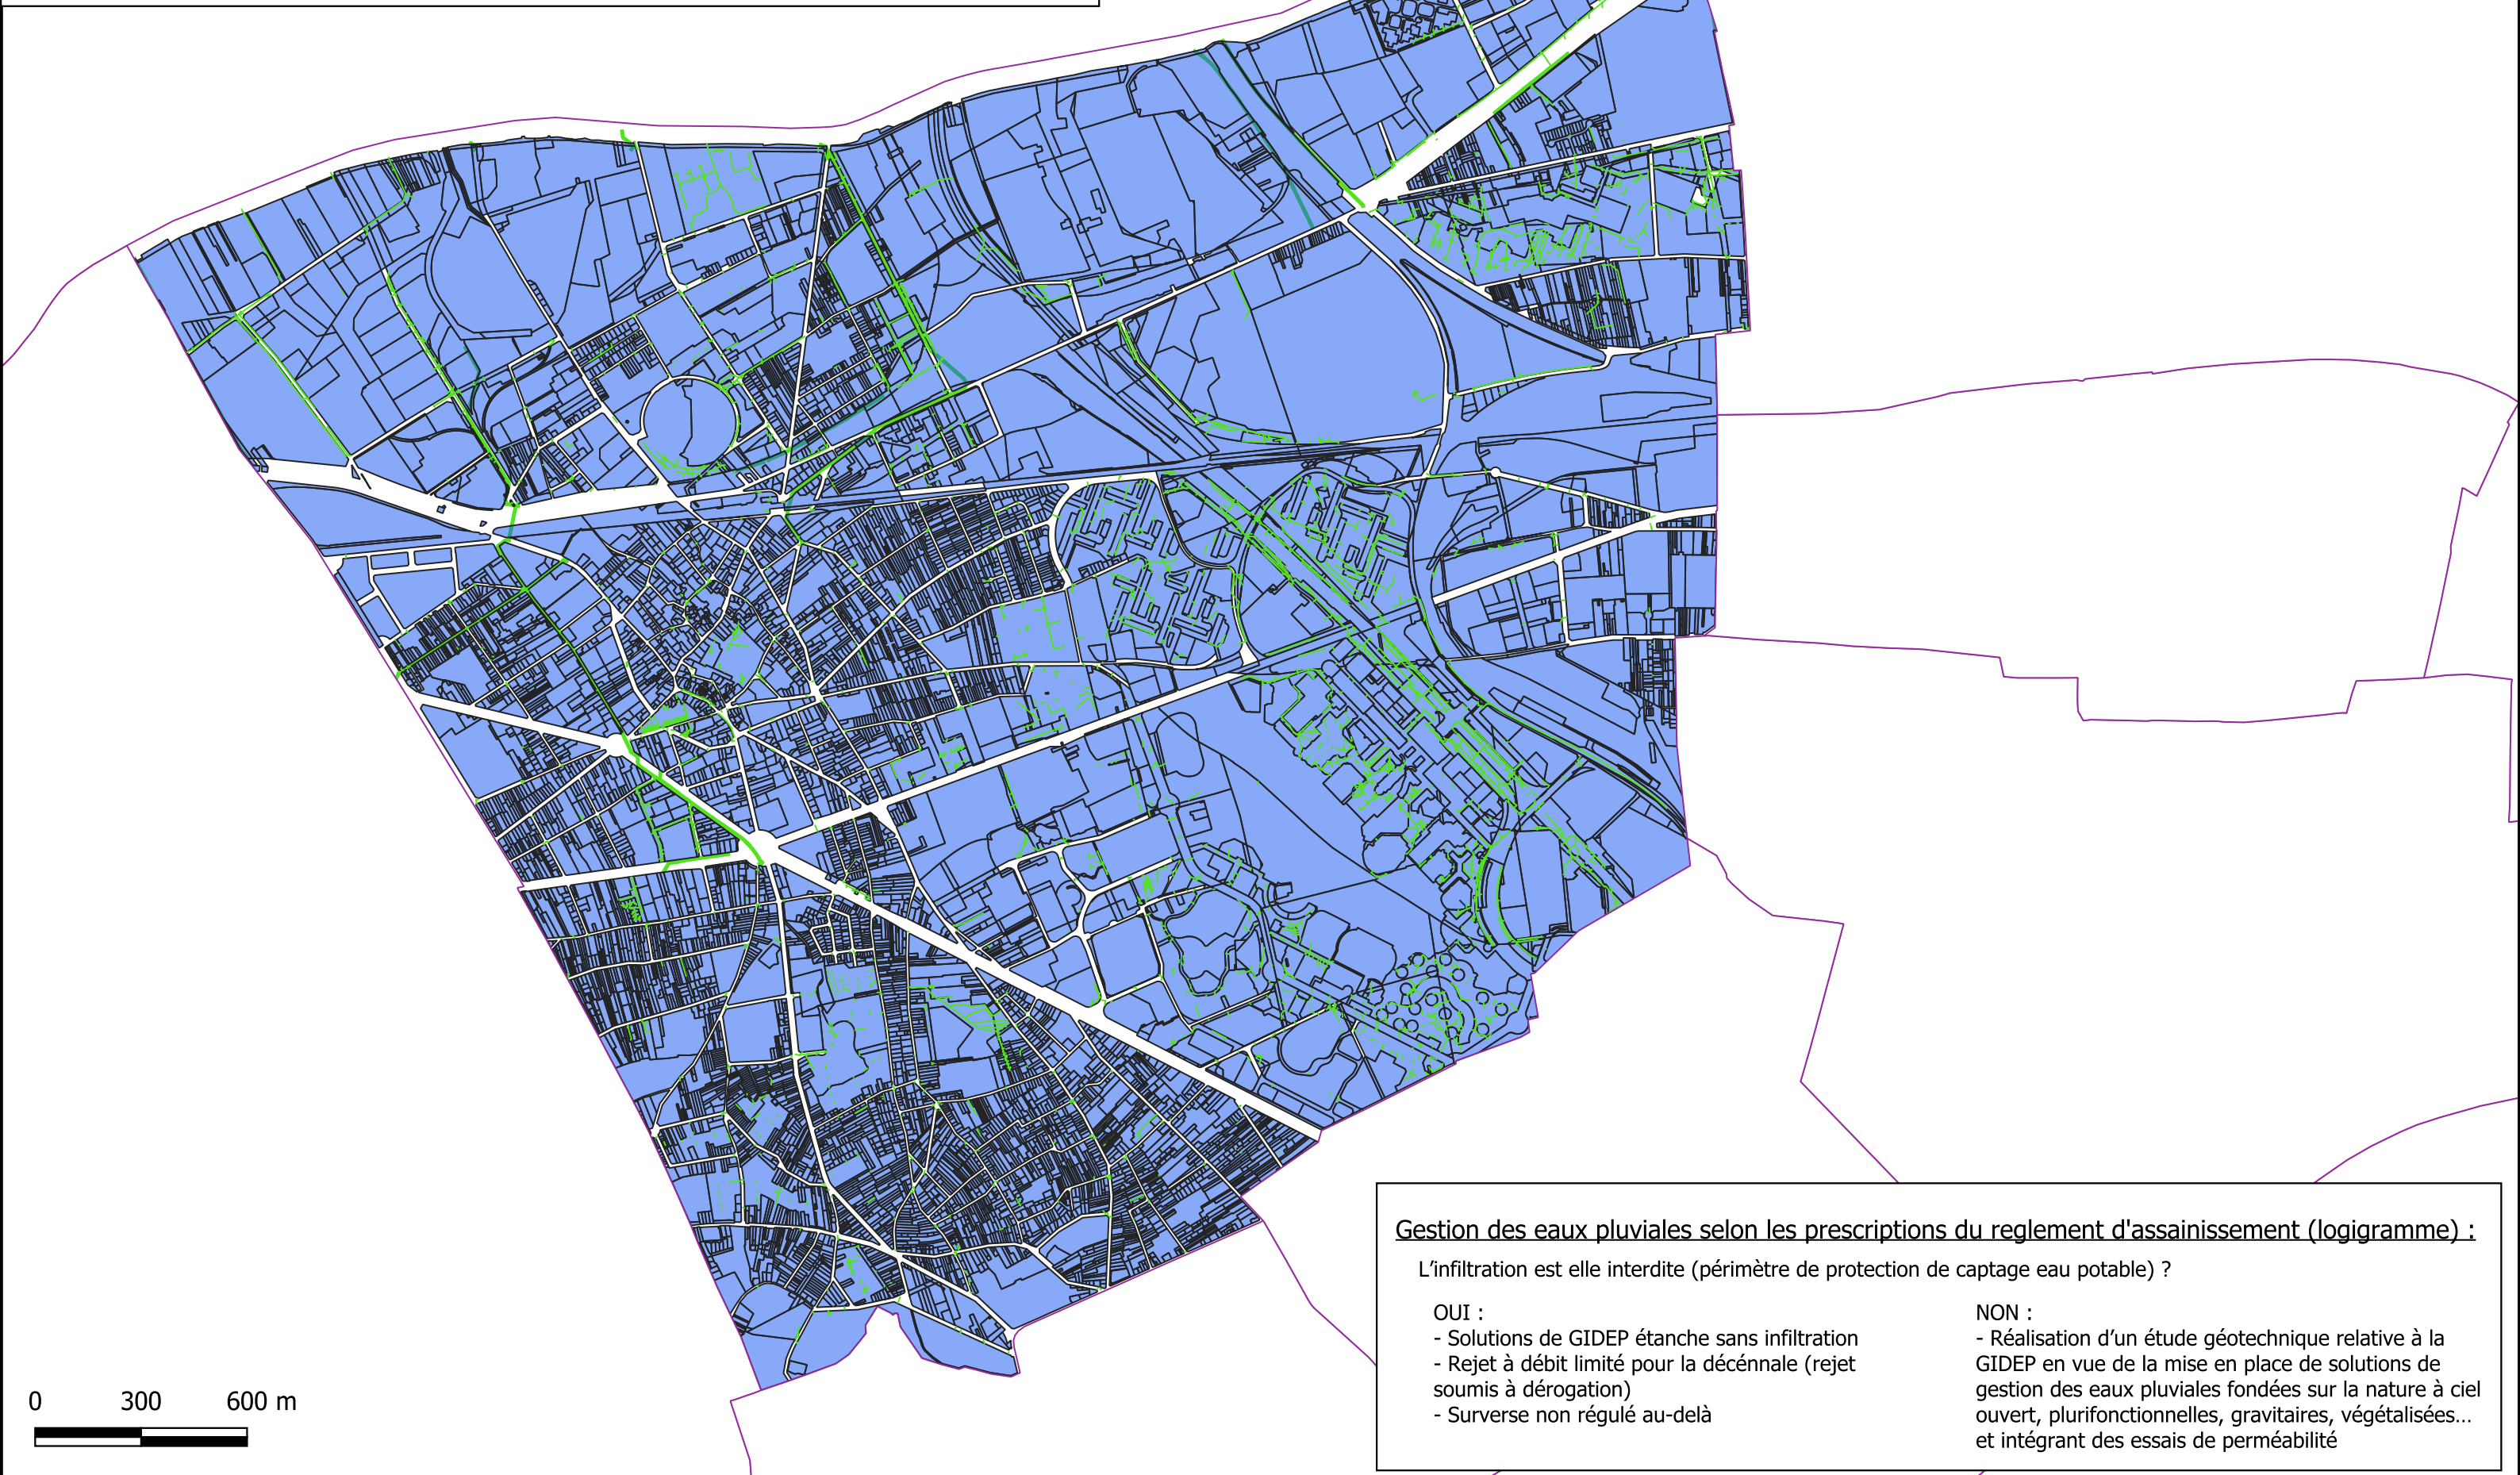 Gestion des eaux pluviales selon les prescriptions du reglement d'assainissement (logigramme) :
L’infiltration est elle interdite (périmètre de protection de captage eau potable) ?
OUI :
- Solutions de GIDEP étanche sans infiltration
- Rejet à débit limité pour la décénnale (rejet
soumis à dérogation)
- Surverse non régulé au-delà
NON :
- Réalisation d’un étude géotechnique relative à la
GIDEP en vue de la mise en place de solutions de
gestion des eaux pluviales fondées sur la nature à ciel
ouvert, plurifonctionnelles, gravitaires, végétalisées...
et intégrant des essais de perméabilité
0 300 600 m